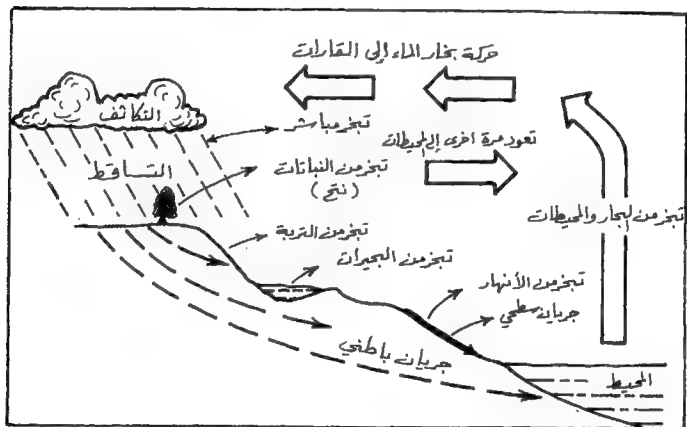 حركة بخار الماء إلى القارات
التكاثف
تبخر مباشر
تعود مرة أخرى إلى المحيطات
التساقط
تبخر من النباتات
(نتح)
تبخر من البحار والمحيطات
تبخر من التربة
تبخر من البحيرات
تبخر من الأنهار
جريان سطحي
جريان باطني
المحيط